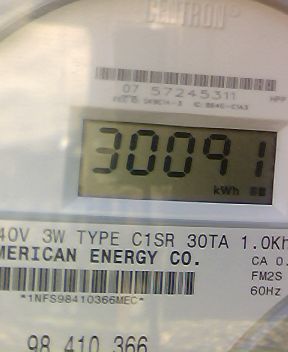 CENTRON®
07 57245311
30091
kWh
40V 3W TYPE C1SR 30TA 1.0Kh
MERICAN ENERGY CO.
CA 0.
FM2S
*1NFS98410366MEC*
60Hz
98 410 366